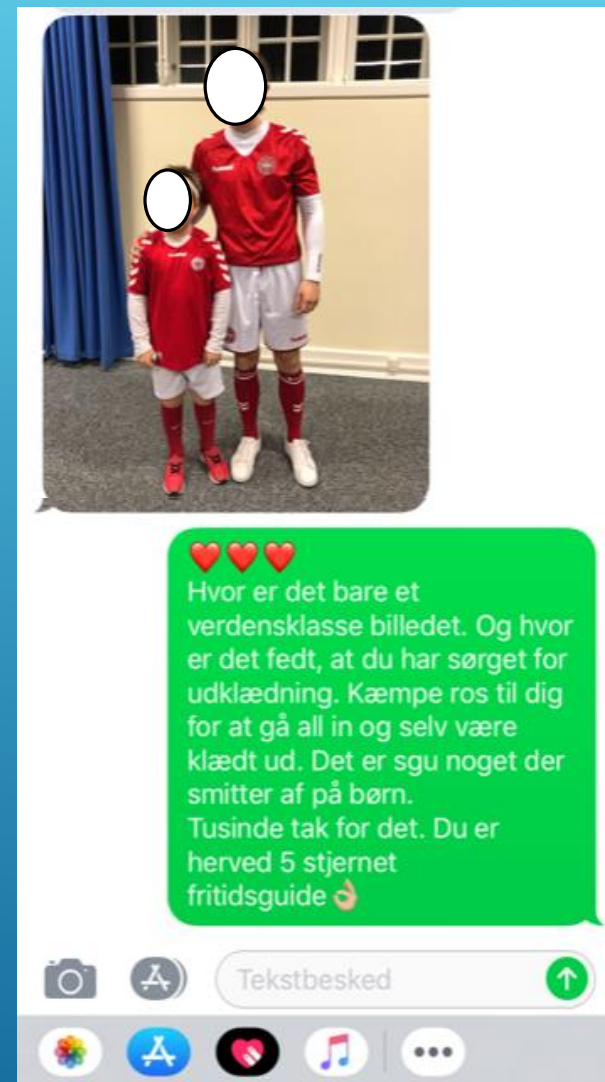 ❤️❤️❤️
Hvor er det bare et
verdensklasse billedet. Og hvor
er det fedt, at du har sørget for
udklædning. Kæmpe ros til dig
for at gå all in og selv være
klædt ud. Det er sgu noget der
smitter af på børn.
Tusinde tak for det. Du er
herved 5 stjernet
fritidsguide👌🏼
Tekstbesked